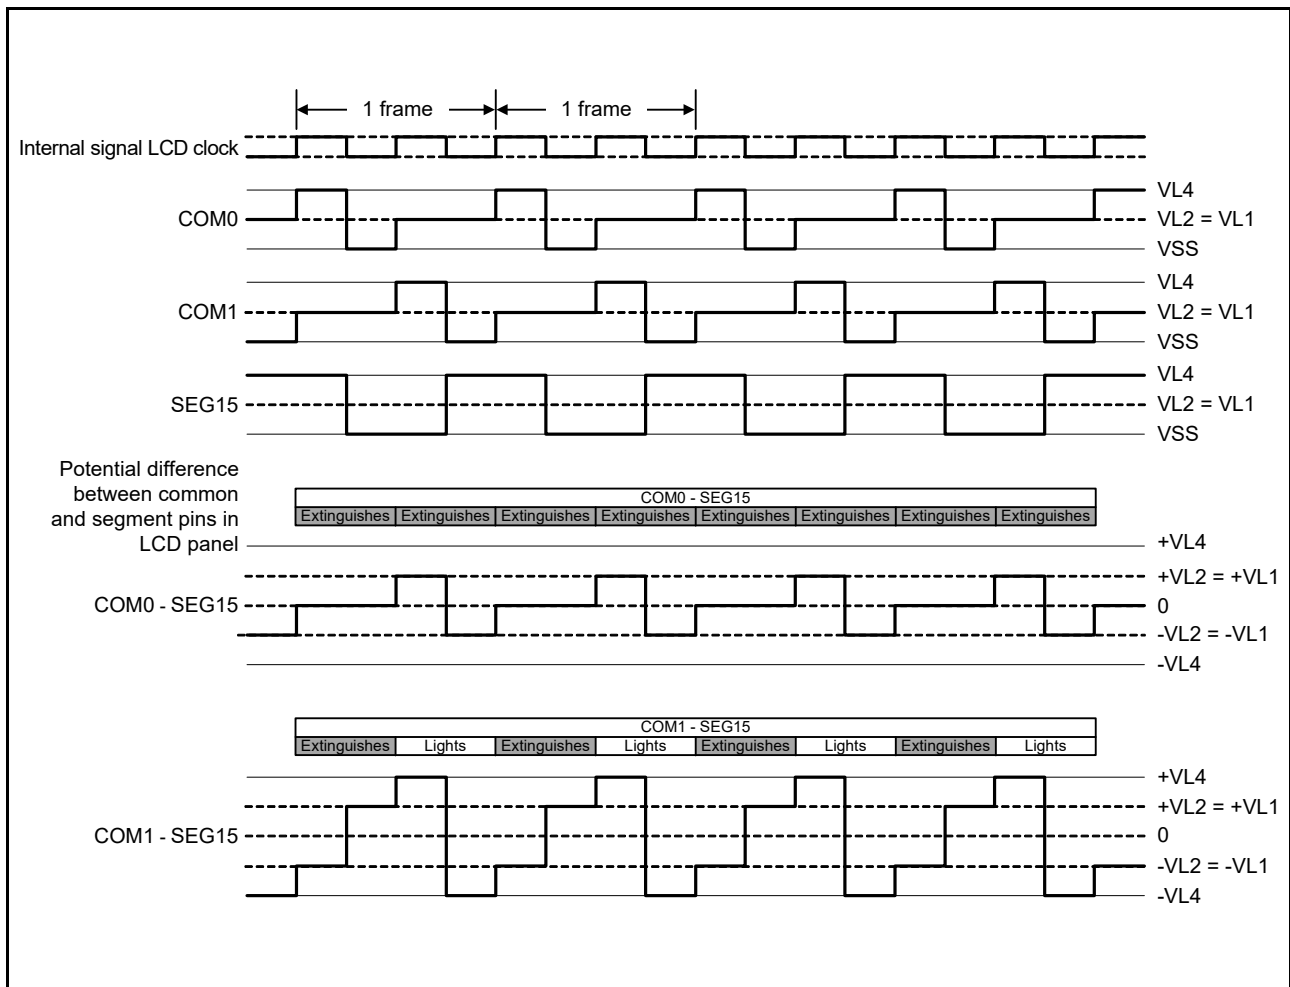 1 frame 1 frame
Internal signal LCD clock
VL4
COM0 VL2 = VL1
VSS
VL4
COM1 VL2 = VL1
VSS
VL4
SEG15 VL2 = VL1
VSS
Potential difference
between common
and segment pins in
LCD panel
COM0 - SEG15
Extinguishes Extinguishes Extinguishes Extinguishes Extinguishes Extinguishes Extinguishes Extinguishes
+VL4
+VL2 = +VL1
COM0 - SEG15 0
-VL2 = -VL1
-VL4
COM1 - SEG15
Extinguishes Lights Extinguishes Lights Extinguishes Lights Extinguishes Lights
+VL4
+VL2 = +VL1
COM1 - SEG15 0
-VL2 = -VL1
-VL4